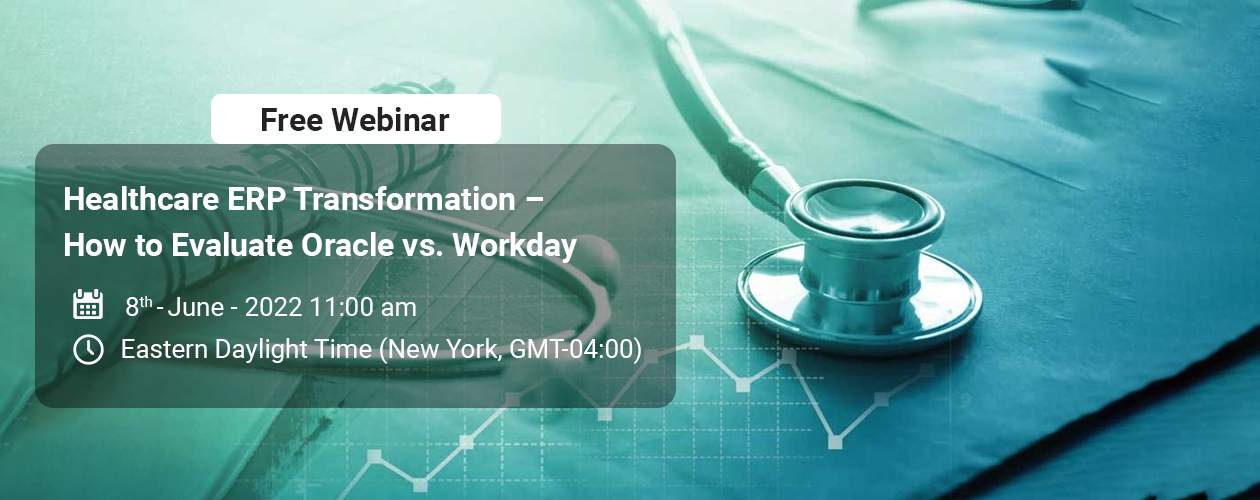 Free Webinar
Healthcare ERP Transformation –
How to Evaluate Oracle vs. Workday
8th - June - 2022 11:00 am
Eastern Daylight Time (New York, GMT-04:00)